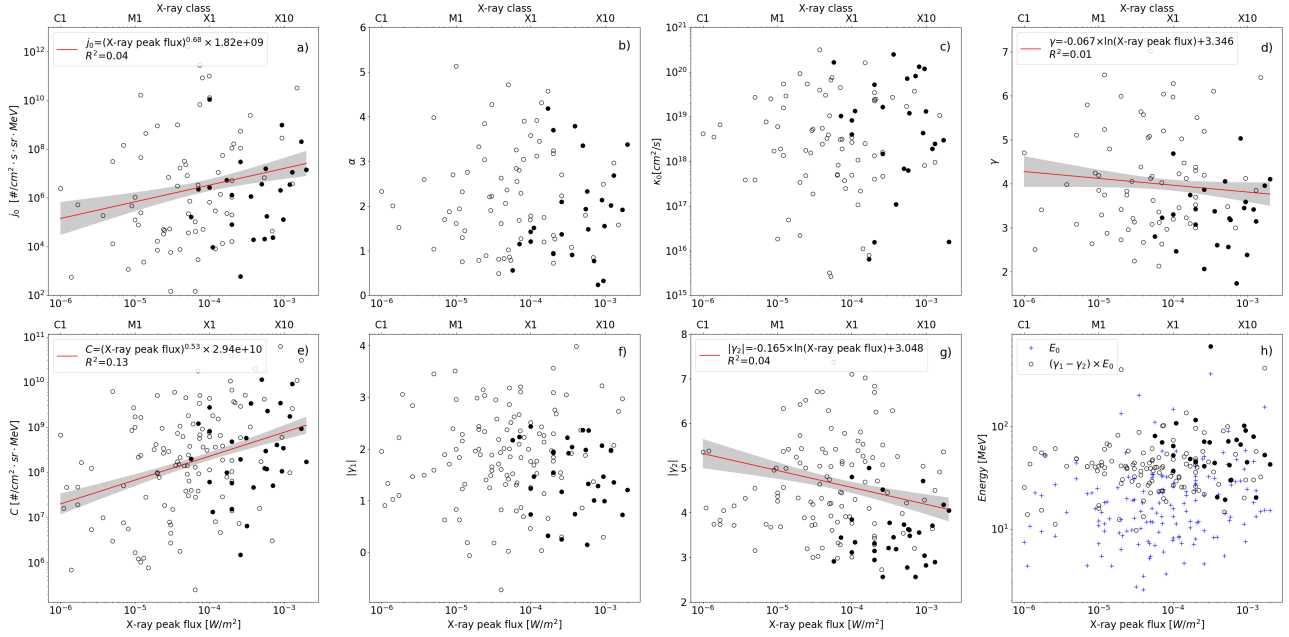 X-ray class
X-ray class
X-ray class
X-ray class
C1 M1 X1 X10
C1 M1 X1 X10
C1 M1 X1 X10
C1 M1 X1 X10
j₀=(X-ray peak flux)^0.68 × 1.82e+09
R²=0.04
a)
j₀ [#/cm² · s · sr · MeV]
10¹²
10¹⁰
10⁸
10⁶
10⁴
10²
10⁻⁶ 10⁻⁵ 10⁻⁴ 10⁻³
b)
α
6
5
4
3
2
1
0
10⁻⁶ 10⁻⁵ 10⁻⁴ 10⁻³
c)
κ₀[cm²/s]
10²¹
10²⁰
10¹⁹
10¹⁸
10¹⁷
10¹⁶
10¹⁵
10⁻⁶ 10⁻⁵ 10⁻⁴ 10⁻³
γ=-0.067×ln(X-ray peak flux)+3.346
R²=0.01
d)
γ
7
6
5
4
3
2
10⁻⁶ 10⁻⁵ 10⁻⁴ 10⁻³
C1 M1 X1 X10
C1 M1 X1 X10
C1 M1 X1 X10
C1 M1 X1 X10
C=(X-ray peak flux)^0.53 × 2.94e+10
R²=0.13
e)
C [#/cm² · sr · MeV]
10¹¹
10¹⁰
10⁹
10⁸
10⁷
10⁶
10⁻⁶ 10⁻⁵ 10⁻⁴ 10⁻³
X-ray peak flux [W/m²]
f)
|γ₁|
4
3
2
1
0
10⁻⁶ 10⁻⁵ 10⁻⁴ 10⁻³
X-ray peak flux [W/m²]
|γ₂|=-0.165×ln(X-ray peak flux)+3.048
R²=0.04
g)
|γ₂|
8
7
6
5
4
3
2
10⁻⁶ 10⁻⁵ 10⁻⁴ 10⁻³
X-ray peak flux [W/m²]
E₀
(γ₁ − γ₂) × E₀
h)
Energy [MeV]
10²
10¹
10⁻⁶ 10⁻⁵ 10⁻⁴ 10⁻³
X-ray peak flux [W/m²]